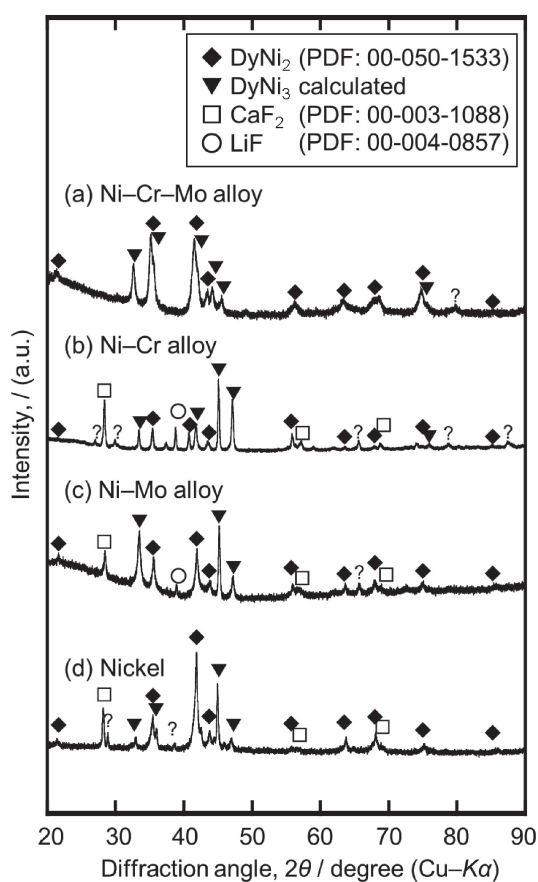 DyNi2 (PDF: 00-050-1533)
DyNi3 calculated
CaF2 (PDF: 00-003-1088)
LiF (PDF: 00-004-0857)
(a) Ni–Cr–Mo alloy
?
(b) Ni–Cr alloy
? ? ? ? ?
(c) Ni–Mo alloy
?
(d) Nickel
? ?
Intensity, / (a.u.)
20 30 40 50 60 70 80 90
Diffraction angle, 2θ / degree (Cu–Kα)